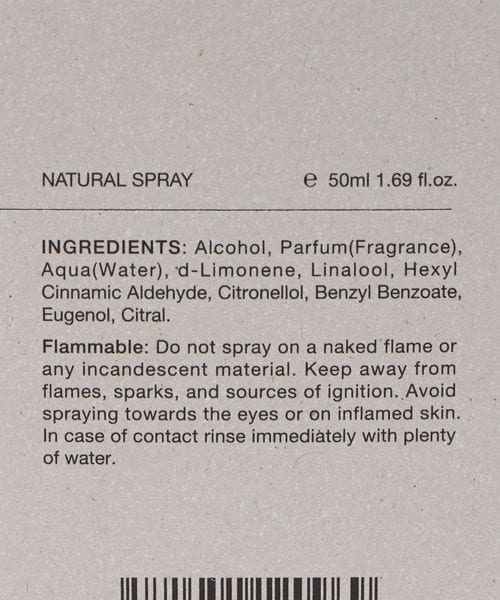 NATURAL SPRAY ℮ 50ml 1.69 fl.oz.
INGREDIENTS: Alcohol, Parfum(Fragrance),
Aqua(Water), d-Limonene, Linalool, Hexyl
Cinnamic Aldehyde, Citronellol, Benzyl Benzoate,
Eugenol, Citral.
Flammable: Do not spray on a naked flame or
any incandescent material. Keep away from
flames, sparks, and sources of ignition. Avoid
spraying towards the eyes or on inflamed skin.
In case of contact rinse immediately with plenty
of water.